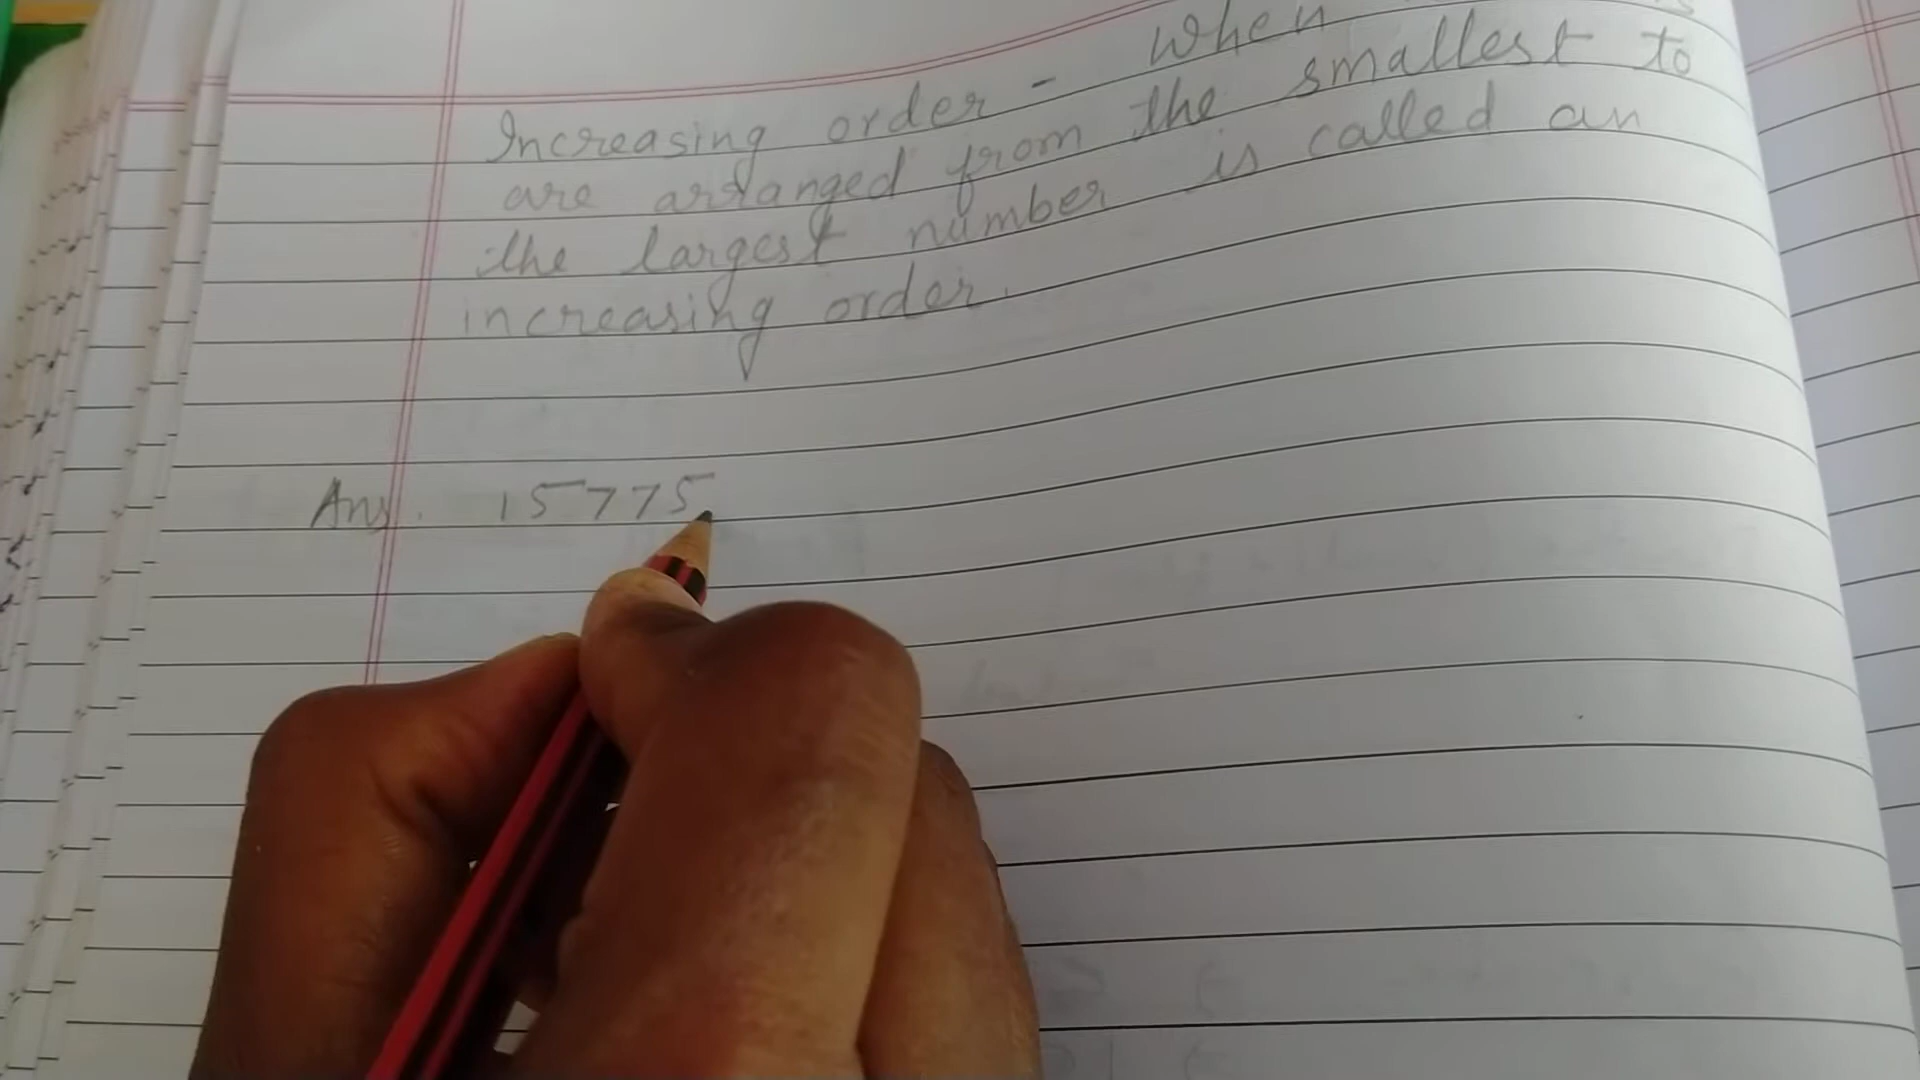 Increasing order - When
are arranged from the smallest to
the largest number is called an
increasing order.
Ans. 15775